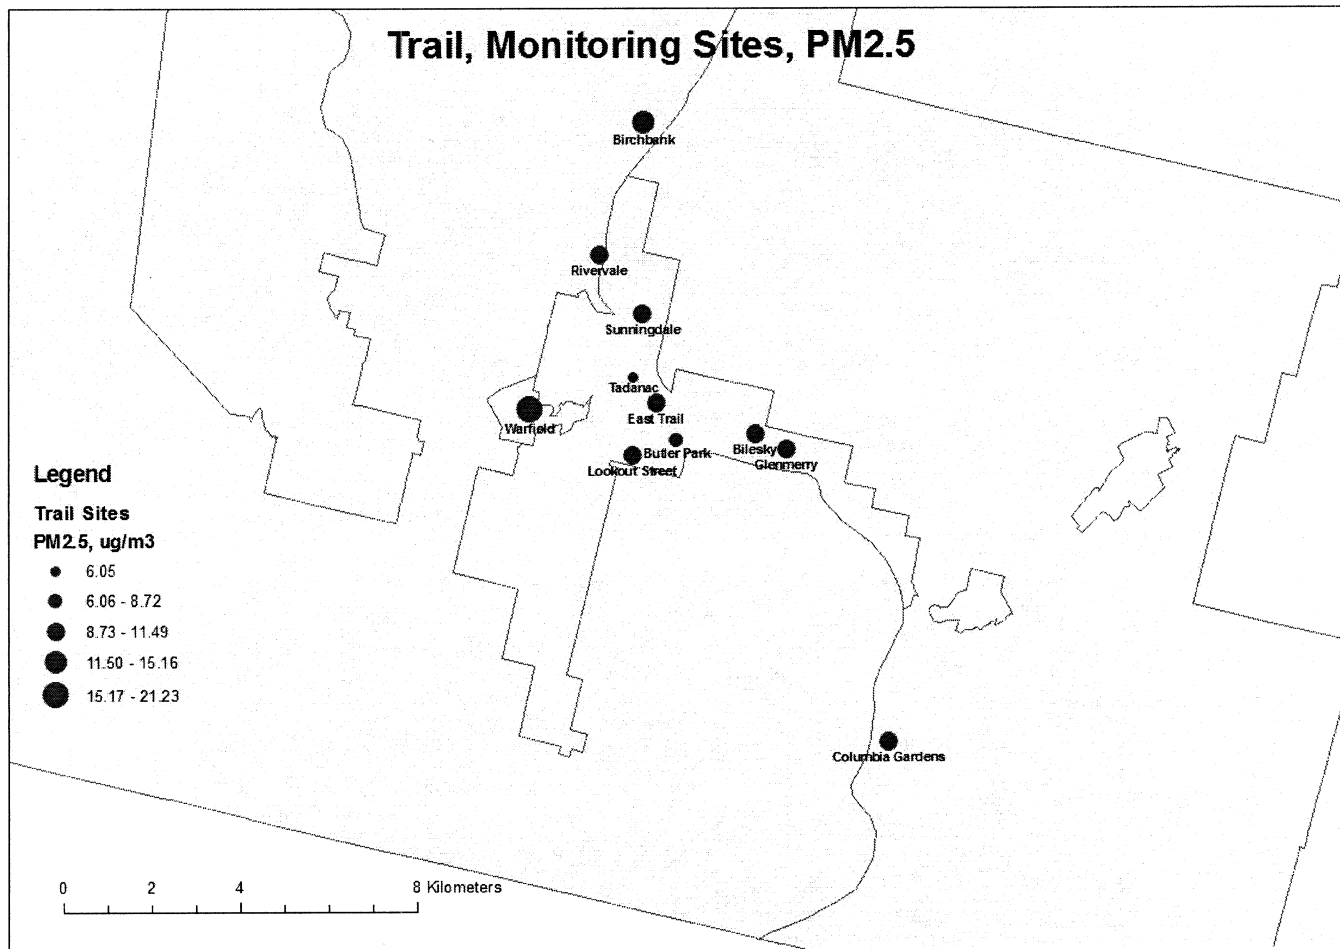 Trail, Monitoring Sites, PM2.5
Birchbank
Rivervale
Sunningdale
Tadanac
East Trail
Warfield
Butler Park
Bilesky
Glenmerry
Lookout Street
Columbia Gardens
Legend
Trail Sites
PM2.5, ug/m3
6.05
6.06 - 8.72
8.73 - 11.49
11.50 - 15.16
15.17 - 21.23
0 2 4 8 Kilometers